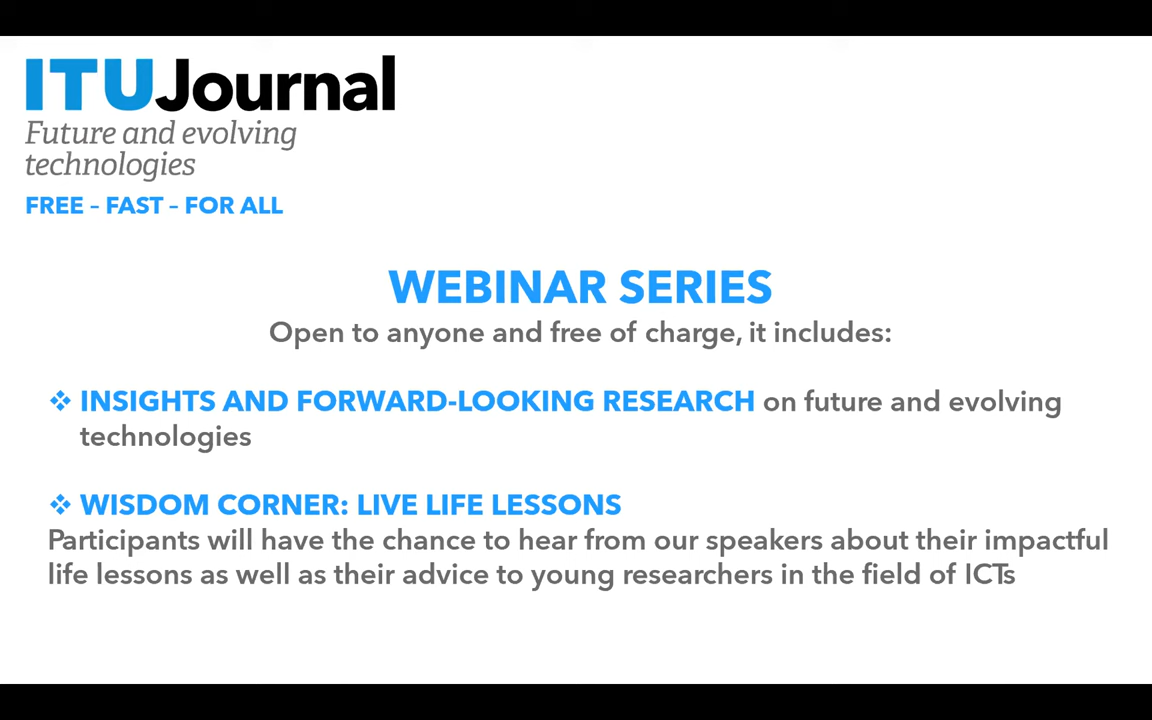 ITUJournal
Future and evolving
technologies
FREE – FAST – FOR ALL
WEBINAR SERIES
Open to anyone and free of charge, it includes:
❖ INSIGHTS AND FORWARD-LOOKING RESEARCH on future and evolving
technologies
❖ WISDOM CORNER: LIVE LIFE LESSONS
Participants will have the chance to hear from our speakers about their impactful
life lessons as well as their advice to young researchers in the field of ICTs